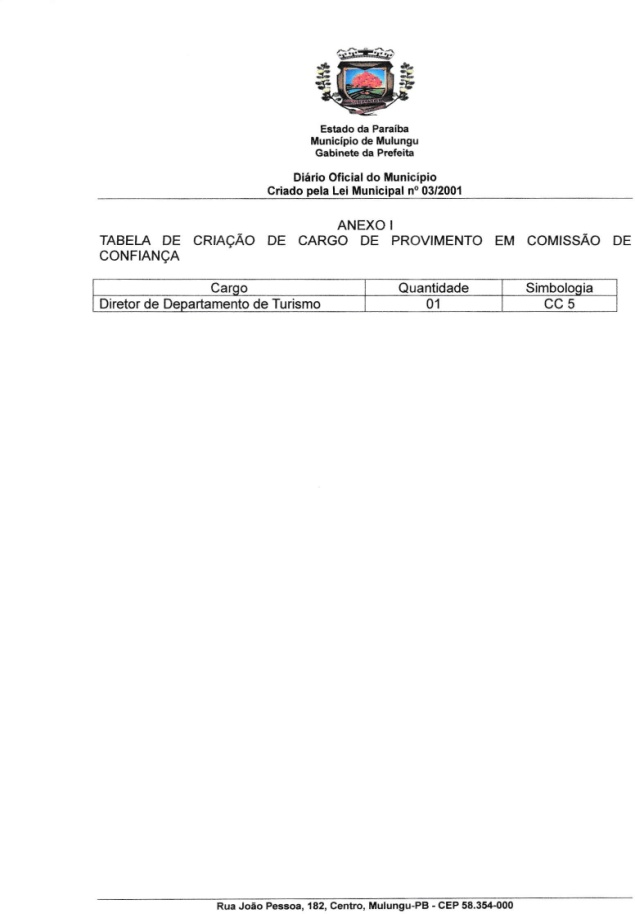 Estado da Paraíba
Município de Mulungu
Gabinete da Prefeita
Diário Oficial do Município
Criado pela Lei Municipal nº 03/2001
ANEXO I
TABELA DE CRIAÇÃO DE CARGO DE PROVIMENTO EM COMISSÃO DE
CONFIANÇA
Cargo Quantidade Simbologia
Diretor de Departamento de Turismo 01 CC 5
Rua João Pessoa, 182, Centro, Mulungu-PB - CEP 58.354-000